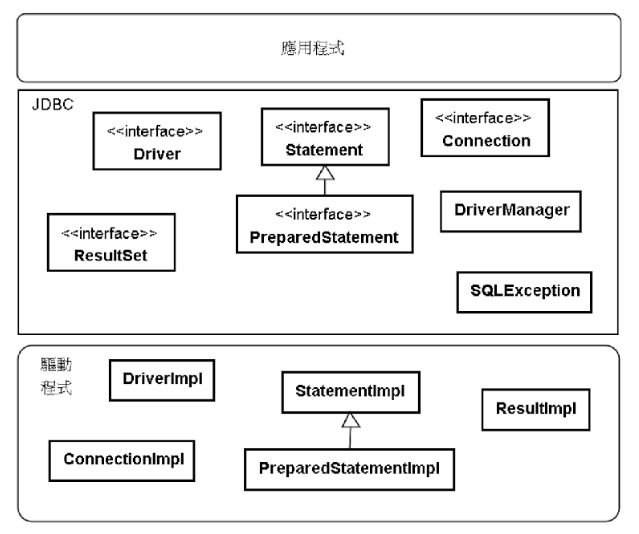 應用程式
JDBC
<<interface>>
Driver
<<interface>>
Statement
<<interface>>
Connection
<<interface>>
ResultSet
<<interface>>
PreparedStatement
DriverManager
SQLException
驅動
程式
DriverImpl
StatementImpl
ResultImpl
ConnectionImpl
PreparedStatementImpl